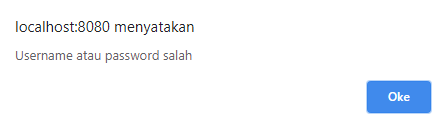 localhost:8080 menyatakan
Username atau password salah
Oke